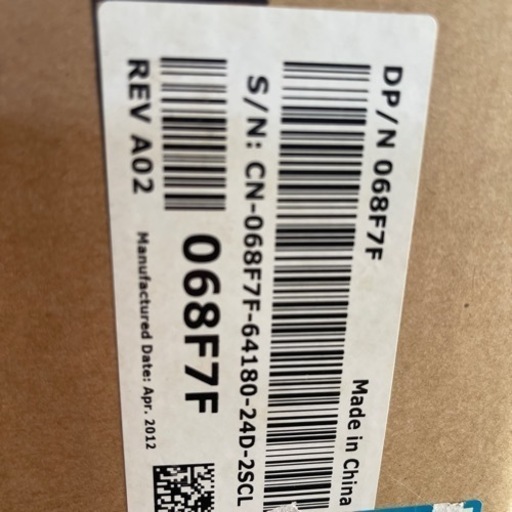 DP/N 068F7F
Made in China
S/N: CN-068F7F-64180-24D-2SCL
068F7F
REV A02
Manufactured Date: Apr. 2012